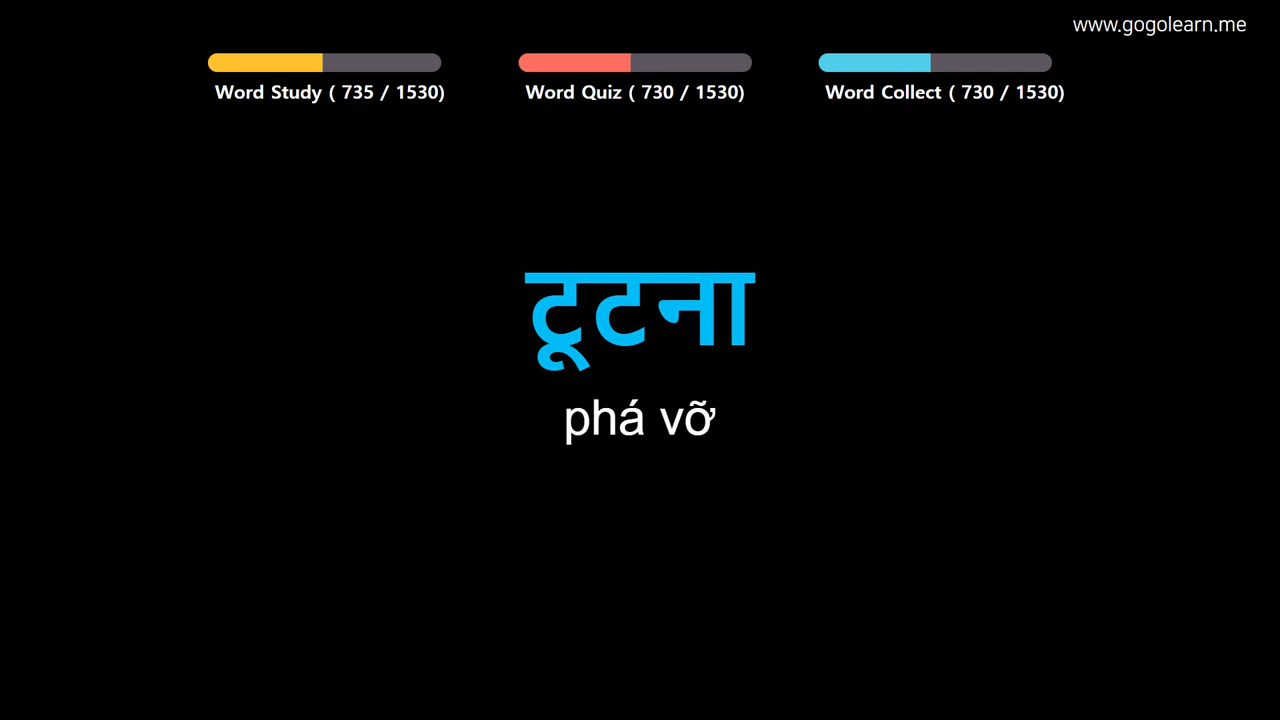 www.gogolearn.me
Word Study ( 735 / 1530)
Word Quiz ( 730 / 1530)
Word Collect ( 730 / 1530)
टूटना
phá vỡ